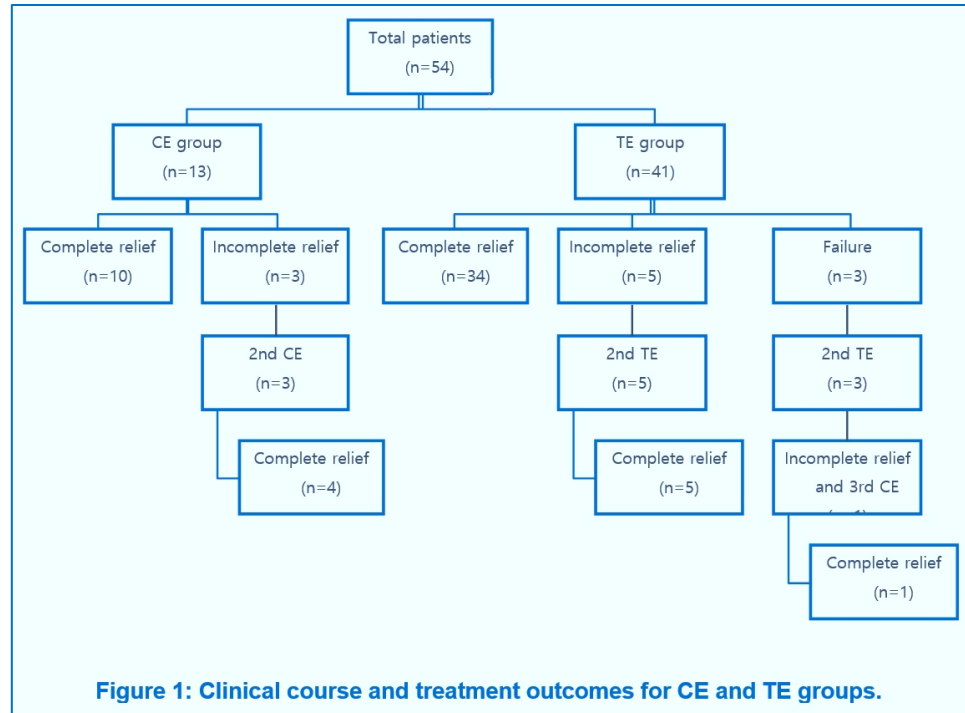 Total patients
(n=54)
CE group
(n=13)
TE group
(n=41)
Complete relief
(n=10)
Incomplete relief
(n=3)
Complete relief
(n=34)
Incomplete relief
(n=5)
Failure
(n=3)
2nd CE
(n=3)
2nd TE
(n=5)
2nd TE
(n=3)
Complete relief
(n=4)
Complete relief
(n=5)
Incomplete relief
and 3rd CE
Complete relief
(n=1)
Figure 1: Clinical course and treatment outcomes for CE and TE groups.